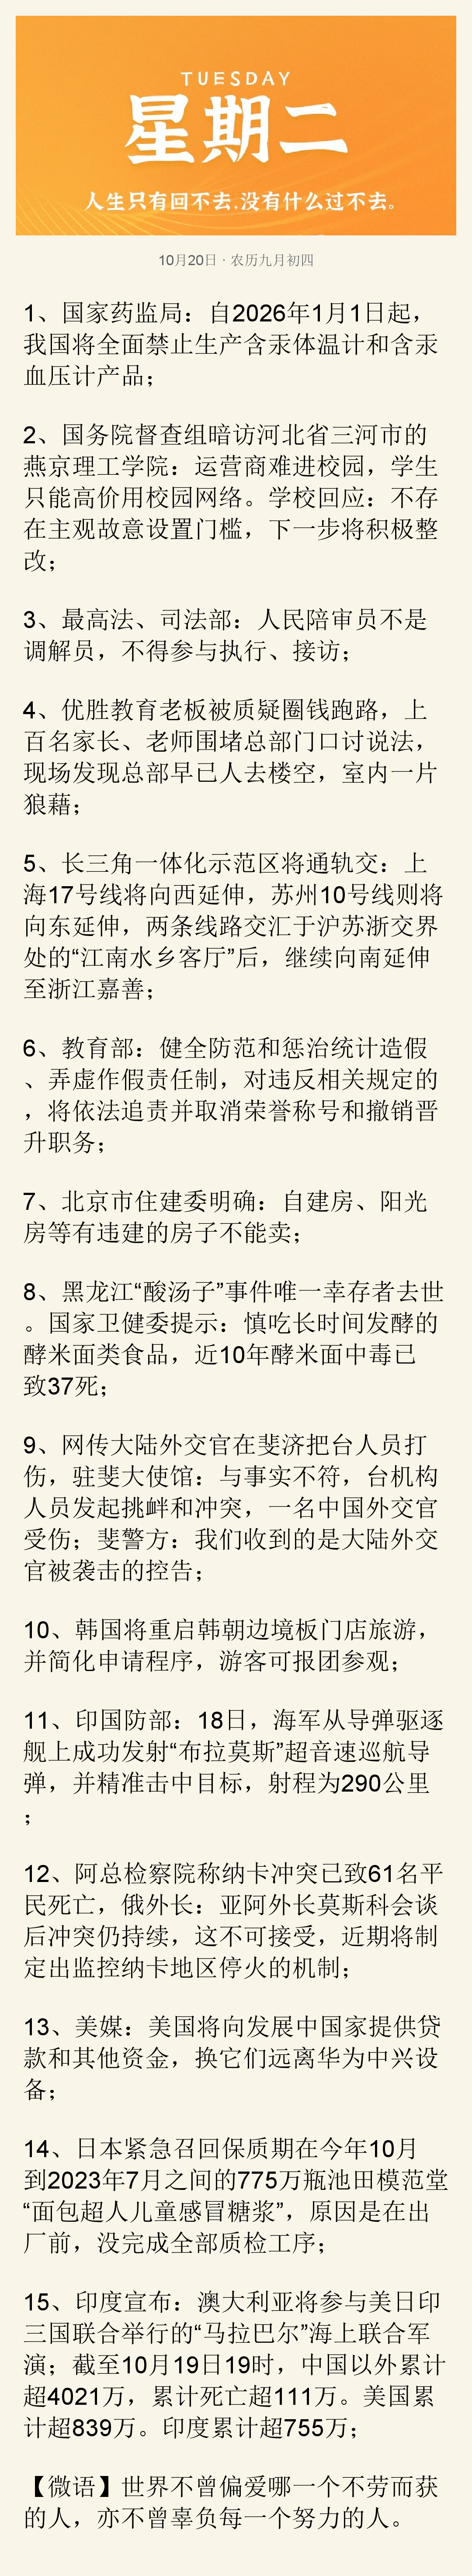 TUESDAY
星期二
人生只有回不去,没有什么过不去。
10月20日 · 农历九月初四
1、国家药监局：自2026年1月1日起，
我国将全面禁止生产含汞体温计和含汞
血压计产品；
2、国务院督查组暗访河北省三河市的
燕京理工学院：运营商难进校园，学生
只能高价用校园网络。学校回应：不存
在主观故意设置门槛，下一步将积极整
改；
3、最高法、司法部：人民陪审员不是
调解员，不得参与执行、接访；
4、优胜教育老板被质疑圈钱跑路，上
百名家长、老师围堵总部门口讨说法，
现场发现总部早已人去楼空，室内一片
狼藉；
5、长三角一体化示范区将通轨交：上
海17号线将向西延伸，苏州10号线则将
向东延伸，两条线路交汇于沪苏浙交界
处的“江南水乡客厅”后，继续向南延伸
至浙江嘉善；
6、教育部：健全防范和惩治统计造假
、弄虚作假责任制，对违反相关规定的
，将依法追责并取消荣誉称号和撤销晋
升职务；
7、北京市住建委明确：自建房、阳光
房等有违建的房子不能卖；
8、黑龙江“酸汤子”事件唯一幸存者去世
。国家卫健委提示：慎吃长时间发酵的
酵米面类食品，近10年酵米面中毒已
致37死；
9、网传大陆外交官在斐济把台人员打
伤，驻斐大使馆：与事实不符，台机构
人员发起挑衅和冲突，一名中国外交官
受伤；斐警方：我们收到的是大陆外交
官被袭击的控告；
10、韩国将重启韩朝边境板门店旅游，
并简化申请程序，游客可报团参观；
11、印国防部：18日，海军从导弹驱逐
舰上成功发射“布拉莫斯”超音速巡航导
弹，并精准击中目标，射程为290公里
；
12、阿总检察院称纳卡冲突已致61名平
民死亡，俄外长：亚阿外长莫斯科会谈
后冲突仍持续，这不可接受，近期将制
定出监控纳卡地区停火的机制；
13、美媒：美国将向发展中国家提供贷
款和其他资金，换它们远离华为中兴设
备；
14、日本紧急召回保质期在今年10月
到2023年7月之间的775万瓶池田模范堂
“面包超人儿童感冒糖浆”，原因是在出
厂前，没完成全部质检工序；
15、印度宣布：澳大利亚将参与美日印
三国联合举行的“马拉巴尔”海上联合军
演；截至10月19日19时，中国以外累计
超4021万，累计死亡超111万。美国累
计超839万。印度累计超755万；
【微语】世界不曾偏爱哪一个不劳而获
的人，亦不曾辜负每一个努力的人。